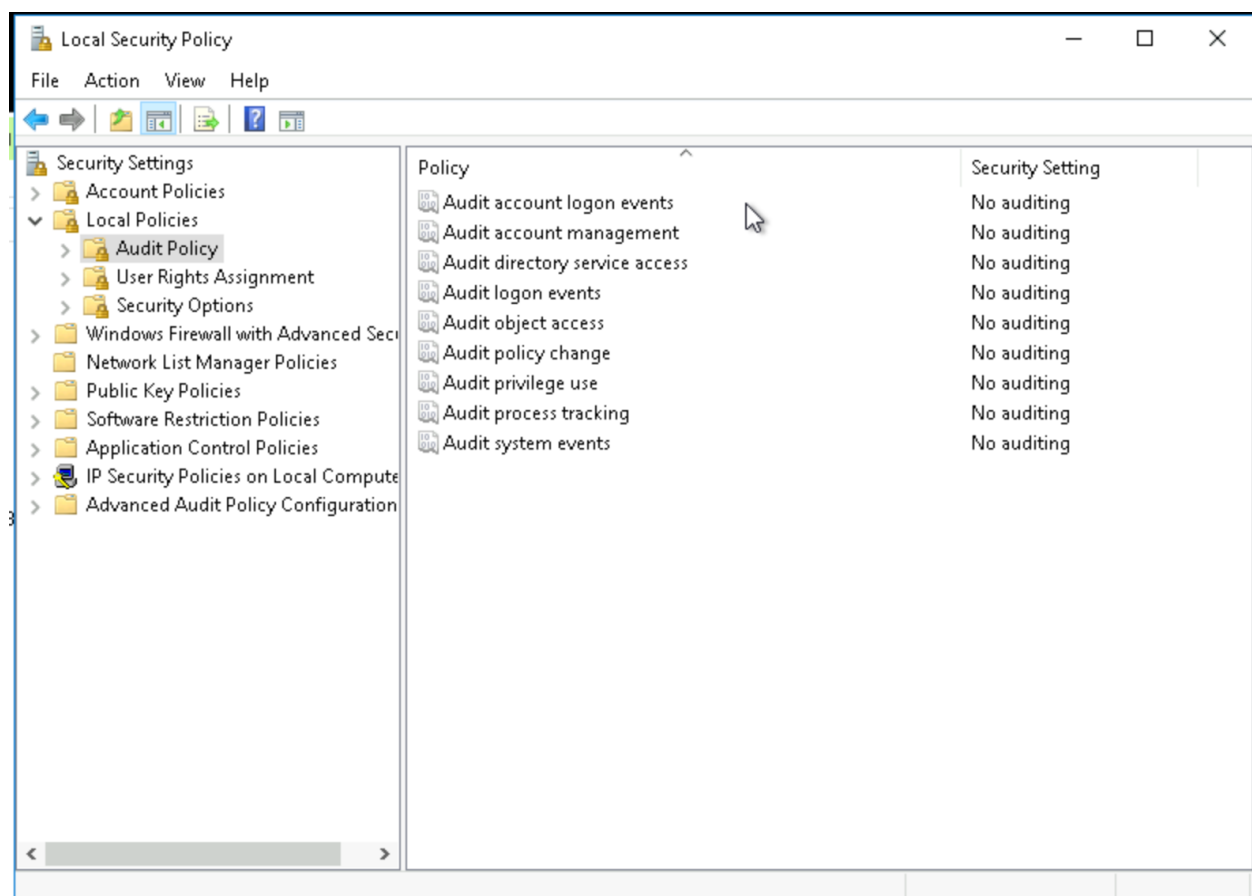 Local Security Policy
File Action View Help
Security Settings
Account Policies
Local Policies
Audit Policy
User Rights Assignment
Security Options
Windows Firewall with Advanced Secu
Network List Manager Policies
Public Key Policies
Software Restriction Policies
Application Control Policies
IP Security Policies on Local Compute
Advanced Audit Policy Configuration
Policy Security Setting
Audit account logon events No auditing
Audit account management No auditing
Audit directory service access No auditing
Audit logon events No auditing
Audit object access No auditing
Audit policy change No auditing
Audit privilege use No auditing
Audit process tracking No auditing
Audit system events No auditing